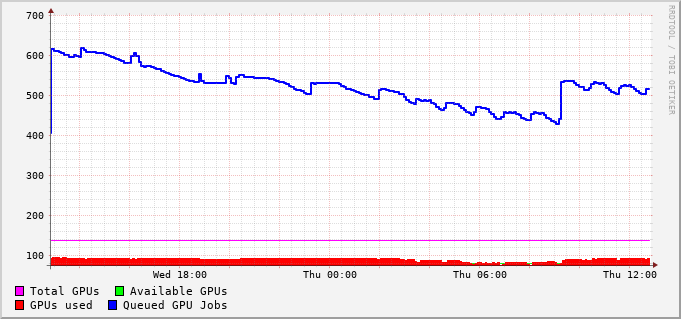 700
600
500
400
300
200
100
Wed 18:00 Thu 00:00 Thu 06:00 Thu 12:00
Total GPUs Available GPUs
GPUs used Queued GPU Jobs
RRDTOOL / TOBI OETIKER